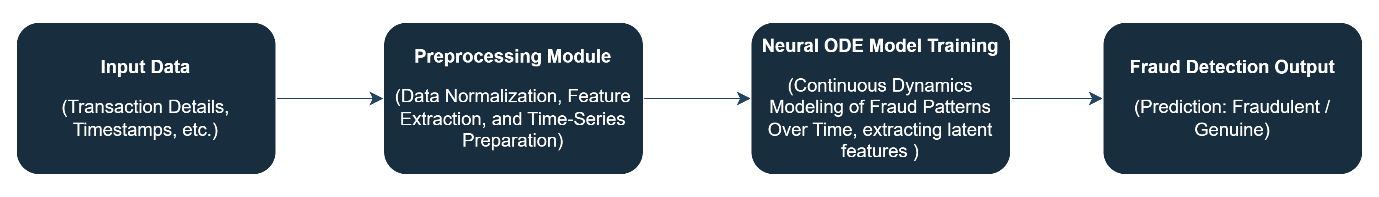 Input Data
(Transaction Details,
Timestamps, etc.)
Preprocessing Module
(Data Normalization, Feature
Extraction, and Time-Series
Preparation)
Neural ODE Model Training
(Continuous Dynamics
Modeling of Fraud Patterns
Over Time, extracting latent
features )
Fraud Detection Output
(Prediction: Fraudulent /
Genuine)